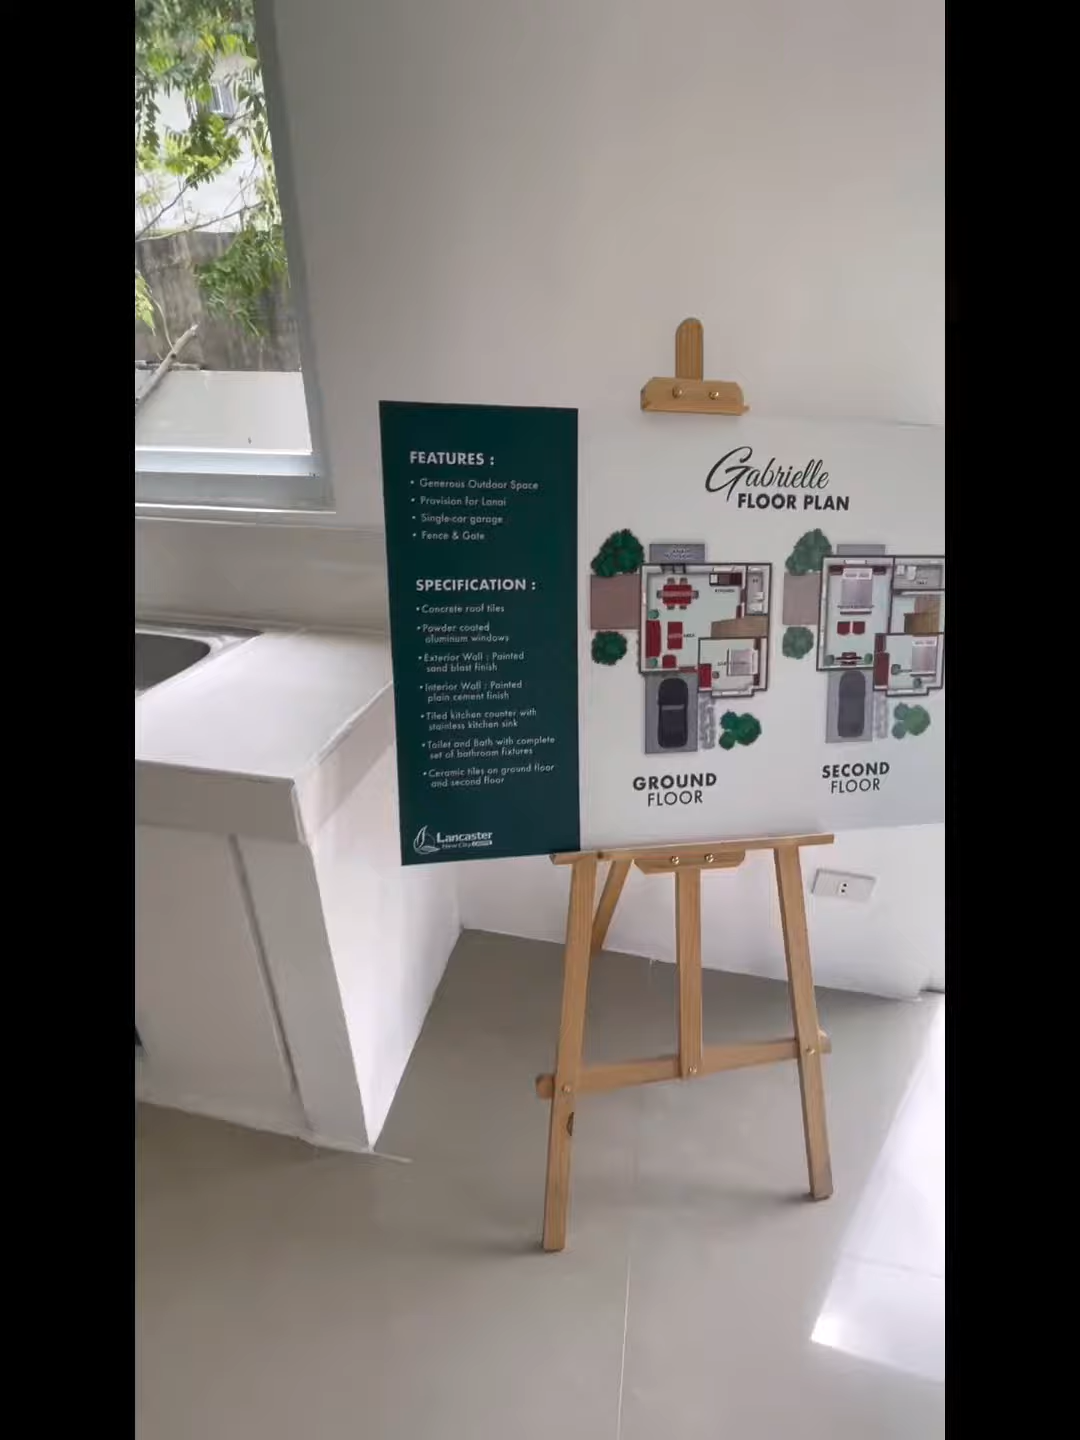 FEATURES :
• Generous Outdoor Space
• Provision for Lanai
• Single-car garage
• Fence & Gate
SPECIFICATION :
• Concrete roof tiles
• Powder coated
aluminum windows
• Exterior Wall : Painted
sand blast finish
• Interior Wall : Painted
plain cement finish
• Tiled kitchen counter with
stainless kitchen sink
• Toilet and Bath with complete
set of bathroom fixtures
• Ceramic tiles on ground floor
and second floor
Lancaster
New City
Gabrielle
FLOOR PLAN
KITCHEN
GROUND
FLOOR
SECOND
FLOOR